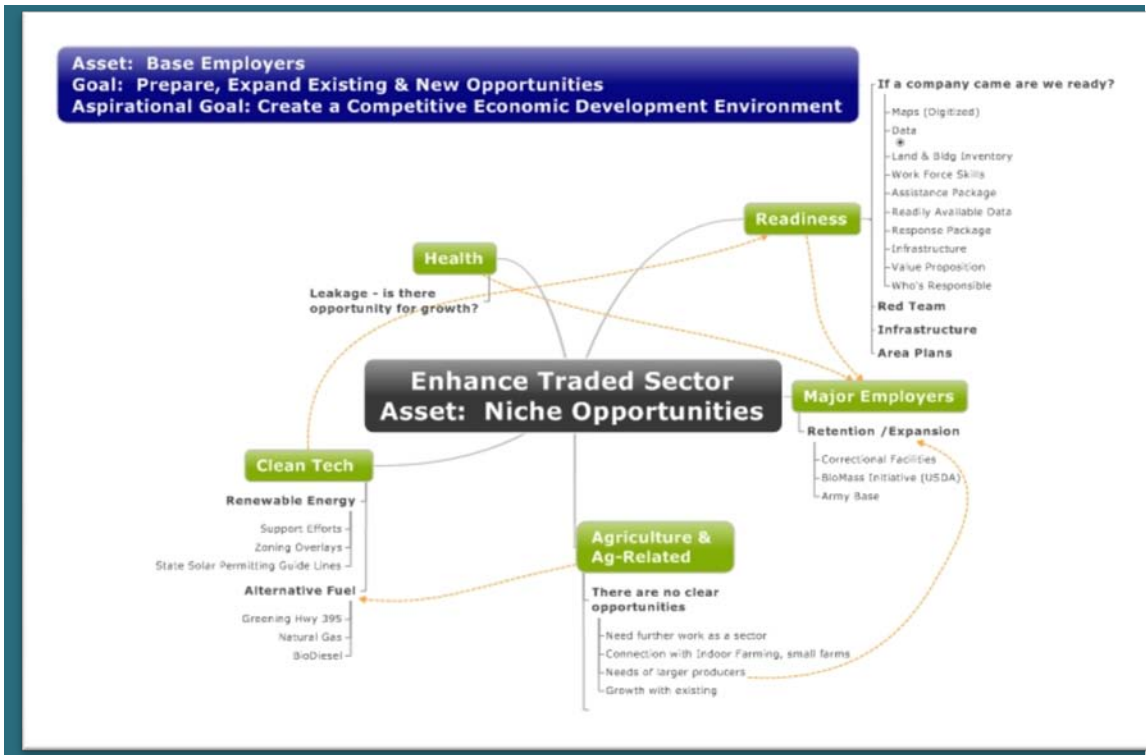 Asset:  Base Employers
Goal:  Prepare, Expand Existing & New Opportunities
Aspirational Goal: Create a Competitive Economic Development Environment
If a company came are we ready?
Maps (Digitized)
Data
Land & Bldg Inventory
Work Force Skills
Assistance Package
Readily Available Data
Response Package
Infrastructure
Value Proposition
Who's Responsible
Readiness
Red Team
Infrastructure
Area Plans
Health
Leakage - is there
opportunity for growth?
Enhance Traded Sector
Asset:  Niche Opportunities
Major Employers
Retention /Expansion
Correctional Facilities
BioMass Initiative (USDA)
Army Base
Clean Tech
Renewable Energy
Support Efforts
Zoning Overlays
State Solar Permitting Guide Lines
Alternative Fuel
Greening Hwy 395
Natural Gas
BioDiesel
Agriculture &
Ag-Related
There are no clear
opportunities
Need further work as a sector
Connection with Indoor Farming, small farms
Needs of larger producers
Growth with existing